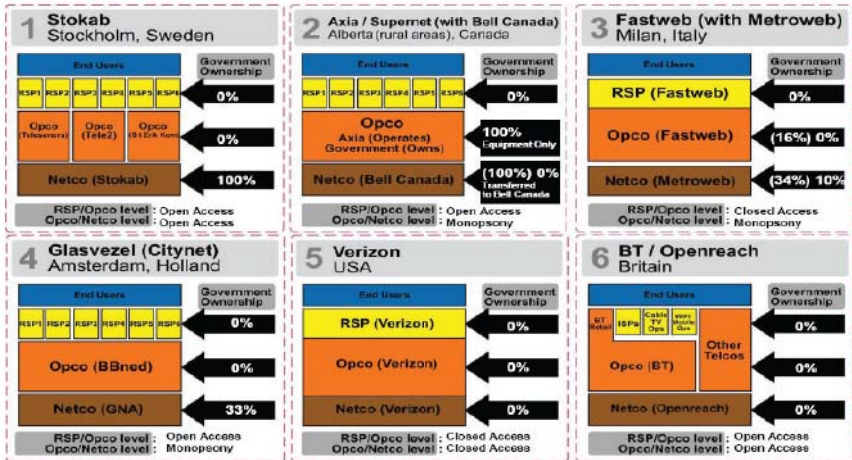 1 Stokab
Stockholm, Sweden
End Users
Government
Ownership
RSP1 RSP2 RSP3 RSP4 RSP5 RSP6
0%
Opco Opco Opco
(Tele2)
0%
Netco (Stokab)
100%
RSP/Opco level : Open Access
Opco/Netco level : Open Access
2 Axia / Supernet (with Bell Canada)
Alberta (rural areas), Canada
End Users
Government
Ownership
RSP1 RSP2 RSP3 RSP4 RSP5 RSP6
0%
Opco
Axia (Operates)
Government (Owns)
100%
Equipment Only
Netco (Bell Canada)
(100%) 0%
Transferred
to Bell Canada
RSP/Opco level : Open Access
Opco/Netco level : Monopsony
3 Fastweb (with Metroweb)
Milan, Italy
End Users
Government
Ownership
RSP (Fastweb)
0%
Opco (Fastweb)
(16%) 0%
Netco (Metroweb)
(34%) 10%
RSP/Opco level : Closed Access
Opco/Netco level : Monopsony
4 Glasvezel (Citynet)
Amsterdam, Holland
End Users
Government
Ownership
RSP1 RSP2 RSP3 RSP4 RSP5 RSP6
0%
Opco (BBned)
0%
Netco (GNA)
33%
RSP/Opco level : Open Access
Opco/Netco level : Monopsony
5 Verizon
USA
End Users
Government
Ownership
RSP (Verizon)
0%
Opco (Verizon)
0%
Netco (Verizon)
0%
RSP/Opco level : Closed Access
Opco/Netco level : Closed Access
6 BT / Openreach
Britain
End Users
Government
Ownership
BT
Retail
ISPs
Cable
TV
Ops
Mobile
Ops
Other
Telcos
0%
Opco (BT)
0%
Netco (Openreach)
0%
RSP/Opco level : Open Access
Opco/Netco level : Open Access